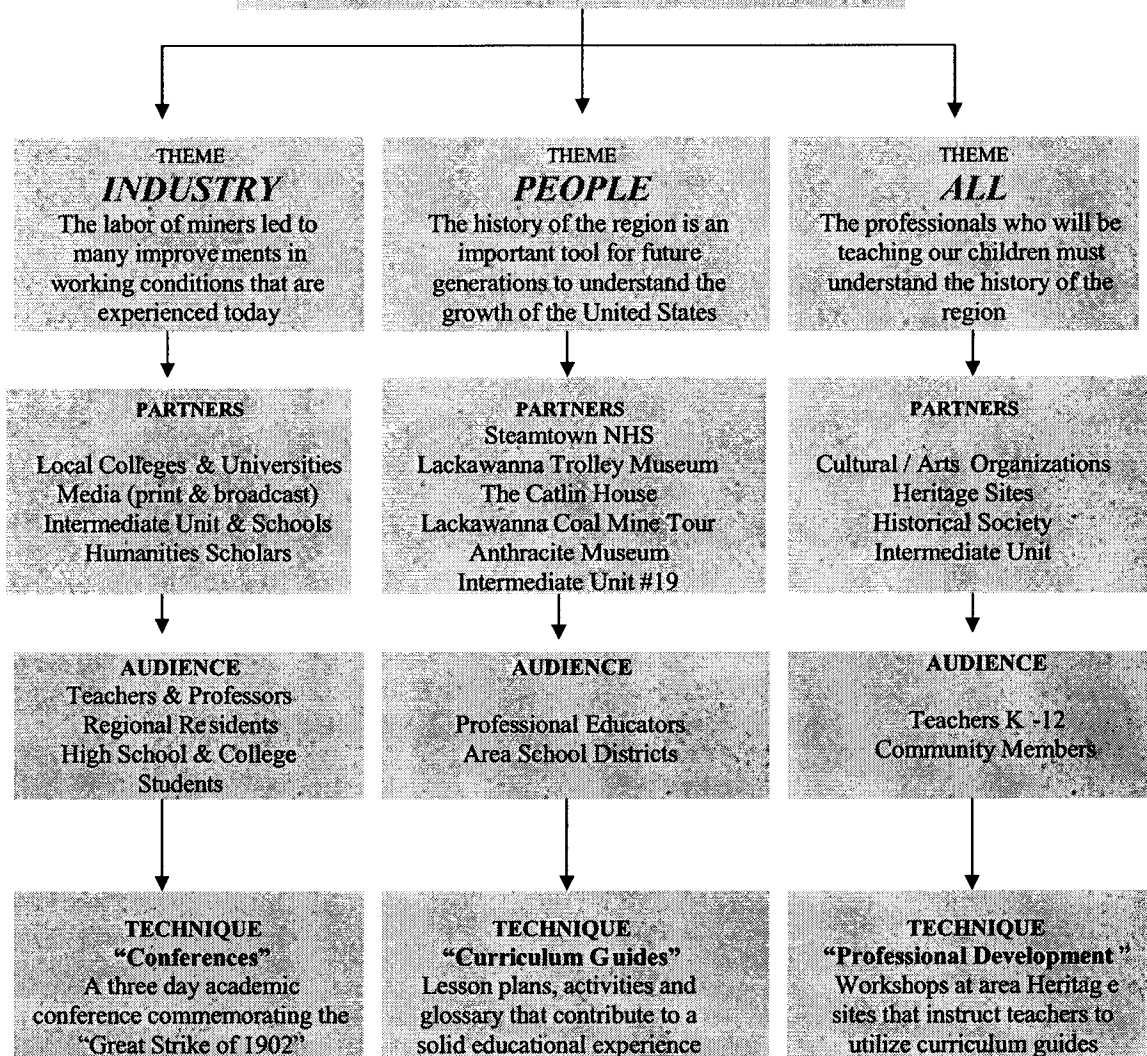 THEME
INDUSTRY
The labor of miners led to
many improvements in
working conditions that are
experienced today
THEME
PEOPLE
The history of the region is an
important tool for future
generations to understand the
growth of the United States
THEME
ALL
The professionals who will be
teaching our children must
understand the history of the
region
PARTNERS
Local Colleges & Universities
Media (print & broadcast)
Intermediate Unit & Schools
Humanities Scholars
PARTNERS
Steamtown NHS
Lackawanna Trolley Museum
The Catlin House
Lackawanna Coal Mine Tour
Anthracite Museum
Intermediate Unit #19
PARTNERS
Cultural / Arts Organizations
Heritage Sites
Historical Society
Intermediate Unit
AUDIENCE
Teachers & Professors
Regional Residents
High School & College
Students
AUDIENCE
Professional Educators
Area School Districts
AUDIENCE
Teachers K -12
Community Members
TECHNIQUE
"Conferences"
A three day academic
conference commemorating the
"Great Strike of 1902"
TECHNIQUE
"Curriculum Guides"
Lesson plans, activities and
glossary that contribute to a
solid educational experience
TECHNIQUE
"Professional Development"
Workshops at area Heritage
sites that instruct teachers to
utilize curriculum guides